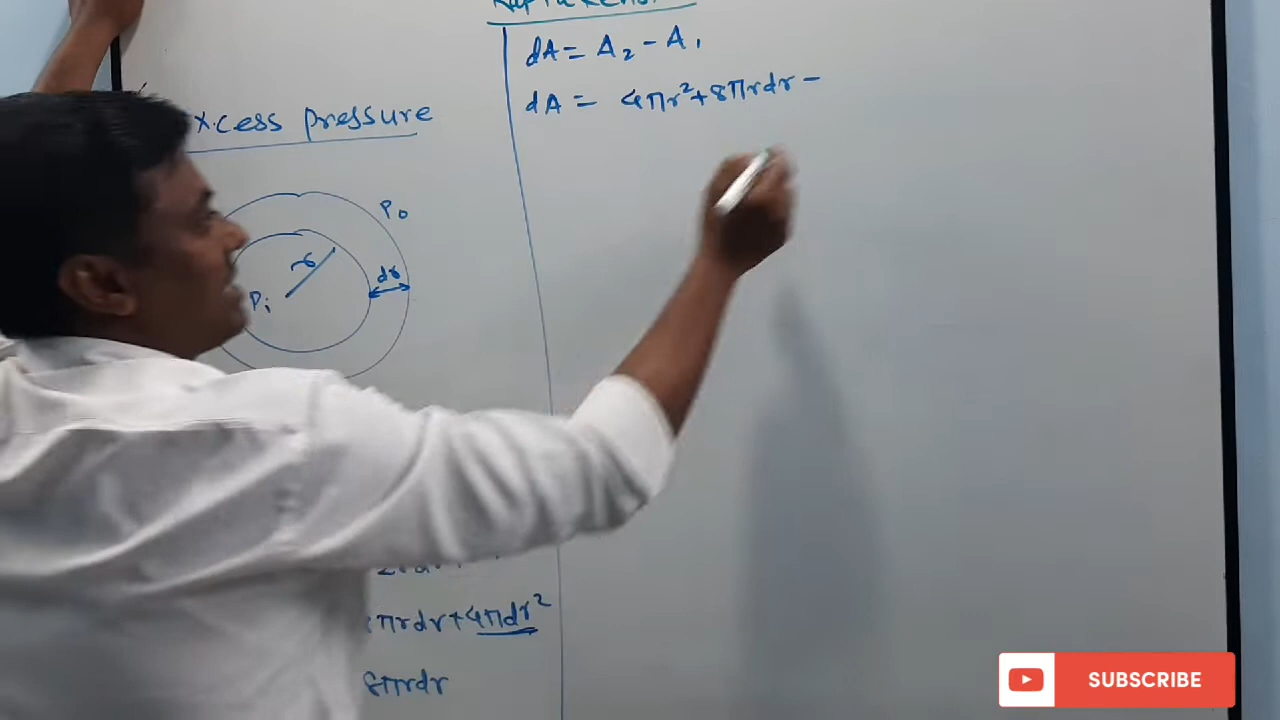 xcess pressure
P₀
r
dr
Pᵢ
πrdr+4πdr²
8πrdr
dA = A₂ - A₁
dA = 4πr²+8πrdr -
SUBSCRIBE